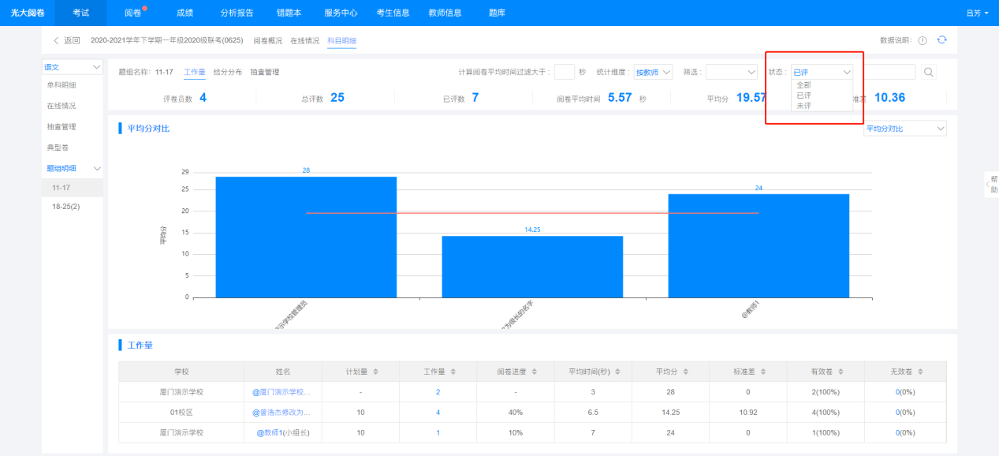 光大阅卷 考试 阅卷 成绩 分析报告 错题本 服务中心 考生信息 教师信息 题库 吕芳
返回 2020-2021学年下学期一年级2020级联考(0625) 阅卷概况 在线情况 科目明细 数据说明:
语文
单科明细
在线情况
抽查管理
典型卷
题组明细
11-17
18-25(2)
题组名称: 11-17 工作量 给分分布 抽查管理 计算阅卷平均时间过滤大于: 秒 统计维度: 按教师 筛选: 状态: 已评
全部
已评
未评
评卷员数 4 总评数 25 已评数 7 阅卷平均时间 5.57 秒 平均分 19.57 准差 10.36
平均分对比 平均分对比
29
25
20
15
10
5
0
平均分
28
14.25
24
示学校管理员
为很长的名字
@教师1
工作量
学校 姓名 计划量 工作量 阅卷进度 平均时间(秒) 平均分 标准差 有效卷 无效卷
厦门演示学校 @厦门演示学校... - 2 - 3 28 0 2(100%) 0(0%)
01校区 @曾浩杰修改为... 10 4 40% 6.5 14.25 10.92 4(100%) 0(0%)
厦门演示学校 @教师1(小组长) 10 1 10% 7 24 0 1(100%) 0(0%)
帮
助